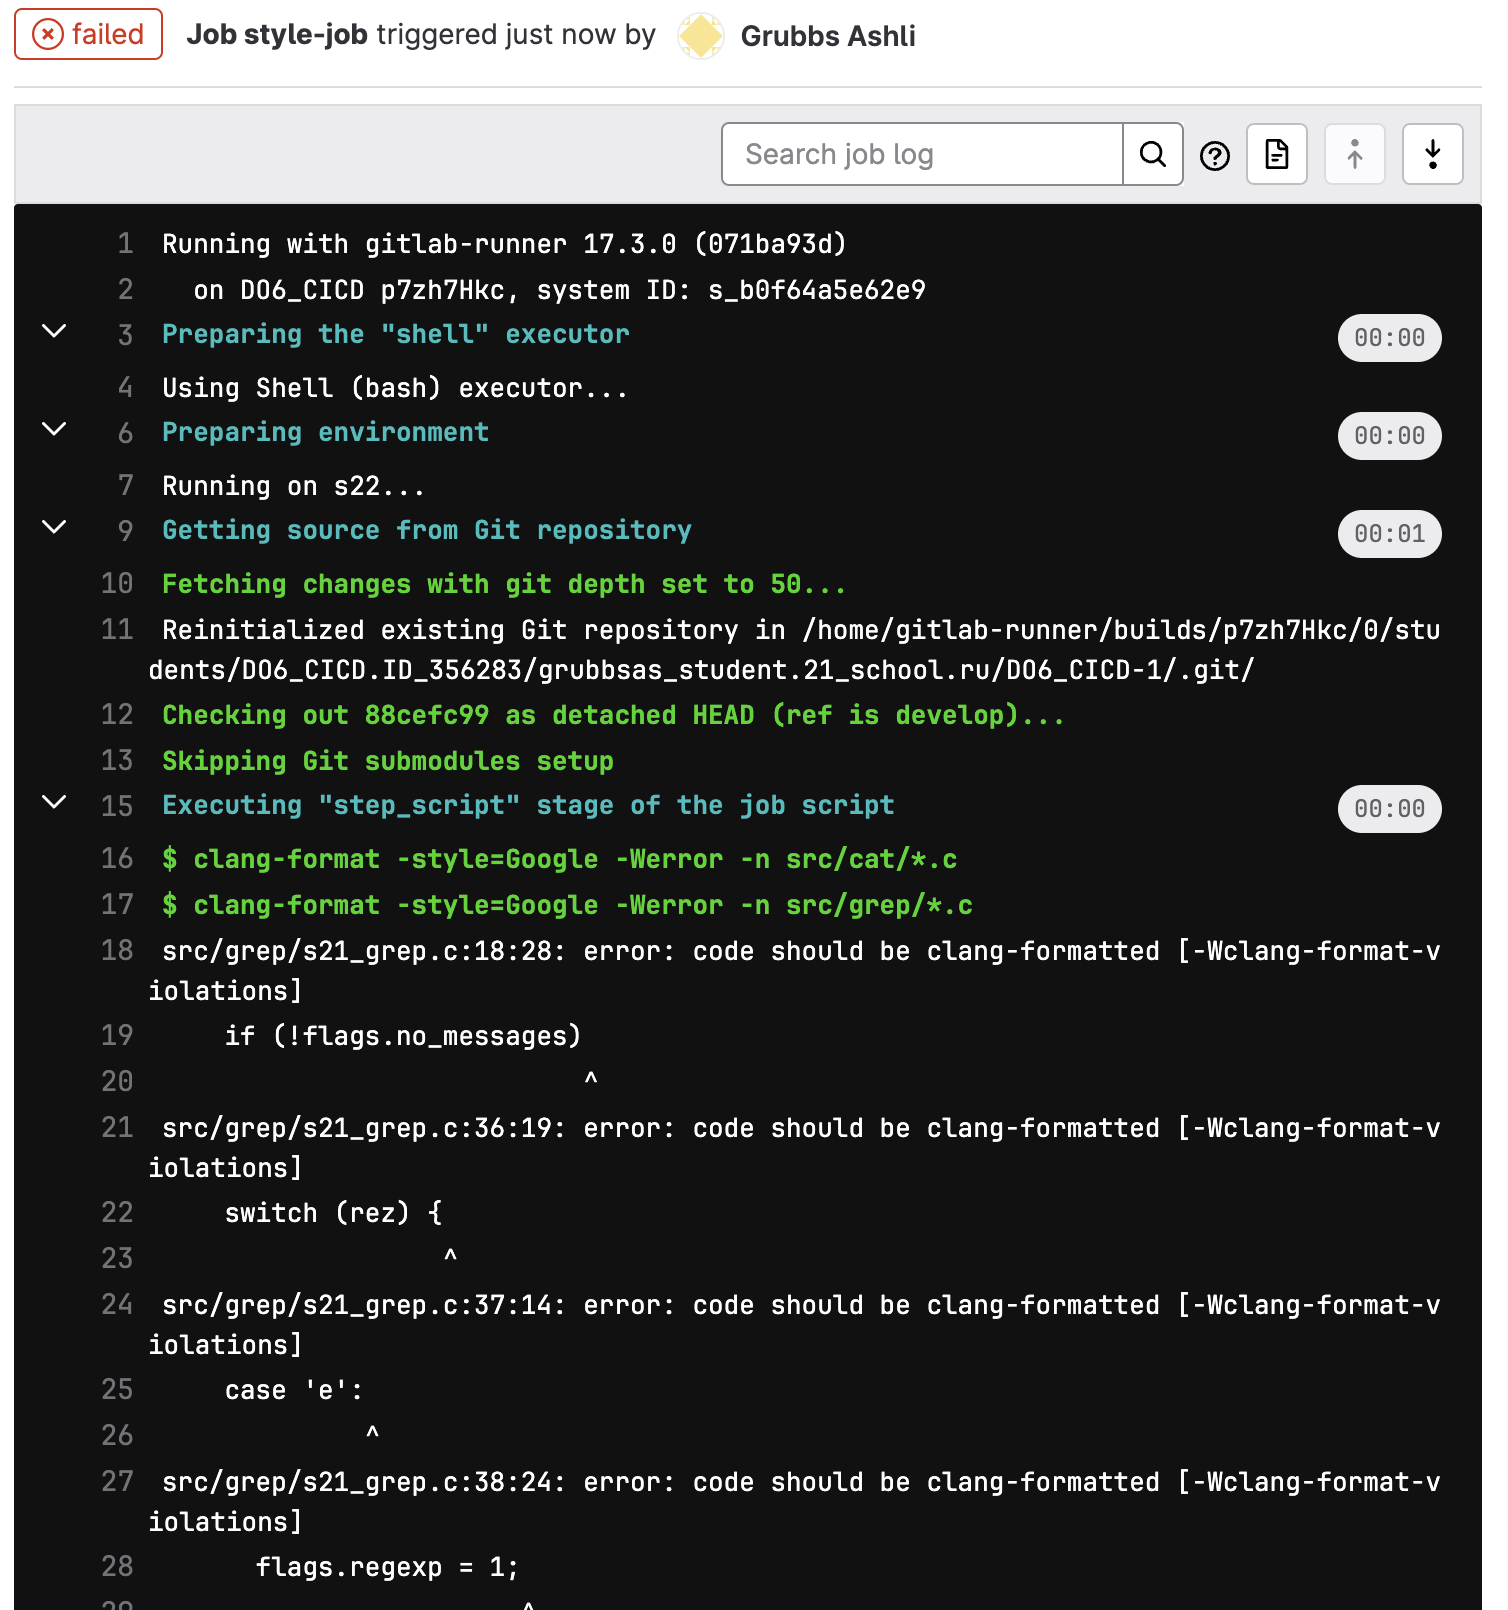 failed Job style-job triggered just now by Grubbs Ashli
Search job log
1 Running with gitlab-runner 17.3.0 (071ba93d)
2 on DO6_CICD p7zh7Hkc, system ID: s_b0f64a5e62e9
3 Preparing the "shell" executor 00:00
4 Using Shell (bash) executor...
6 Preparing environment 00:00
7 Running on s22...
9 Getting source from Git repository 00:01
10 Fetching changes with git depth set to 50...
11 Reinitialized existing Git repository in /home/gitlab-runner/builds/p7zh7Hkc/0/stu
dents/DO6_CICD.ID_356283/grubbsas_student.21_school.ru/DO6_CICD-1/.git/
12 Checking out 88cefc99 as detached HEAD (ref is develop)...
13 Skipping Git submodules setup
15 Executing "step_script" stage of the job script 00:00
16 $ clang-format -style=Google -Werror -n src/cat/*.c
17 $ clang-format -style=Google -Werror -n src/grep/*.c
18 src/grep/s21_grep.c:18:28: error: code should be clang-formatted [-Wclang-format-v
iolations]
19 if (!flags.no_messages)
20 ^
21 src/grep/s21_grep.c:36:19: error: code should be clang-formatted [-Wclang-format-v
iolations]
22 switch (rez) {
23 ^
24 src/grep/s21_grep.c:37:14: error: code should be clang-formatted [-Wclang-format-v
iolations]
25 case 'e':
26 ^
27 src/grep/s21_grep.c:38:24: error: code should be clang-formatted [-Wclang-format-v
iolations]
28 flags.regexp = 1;
29 ^